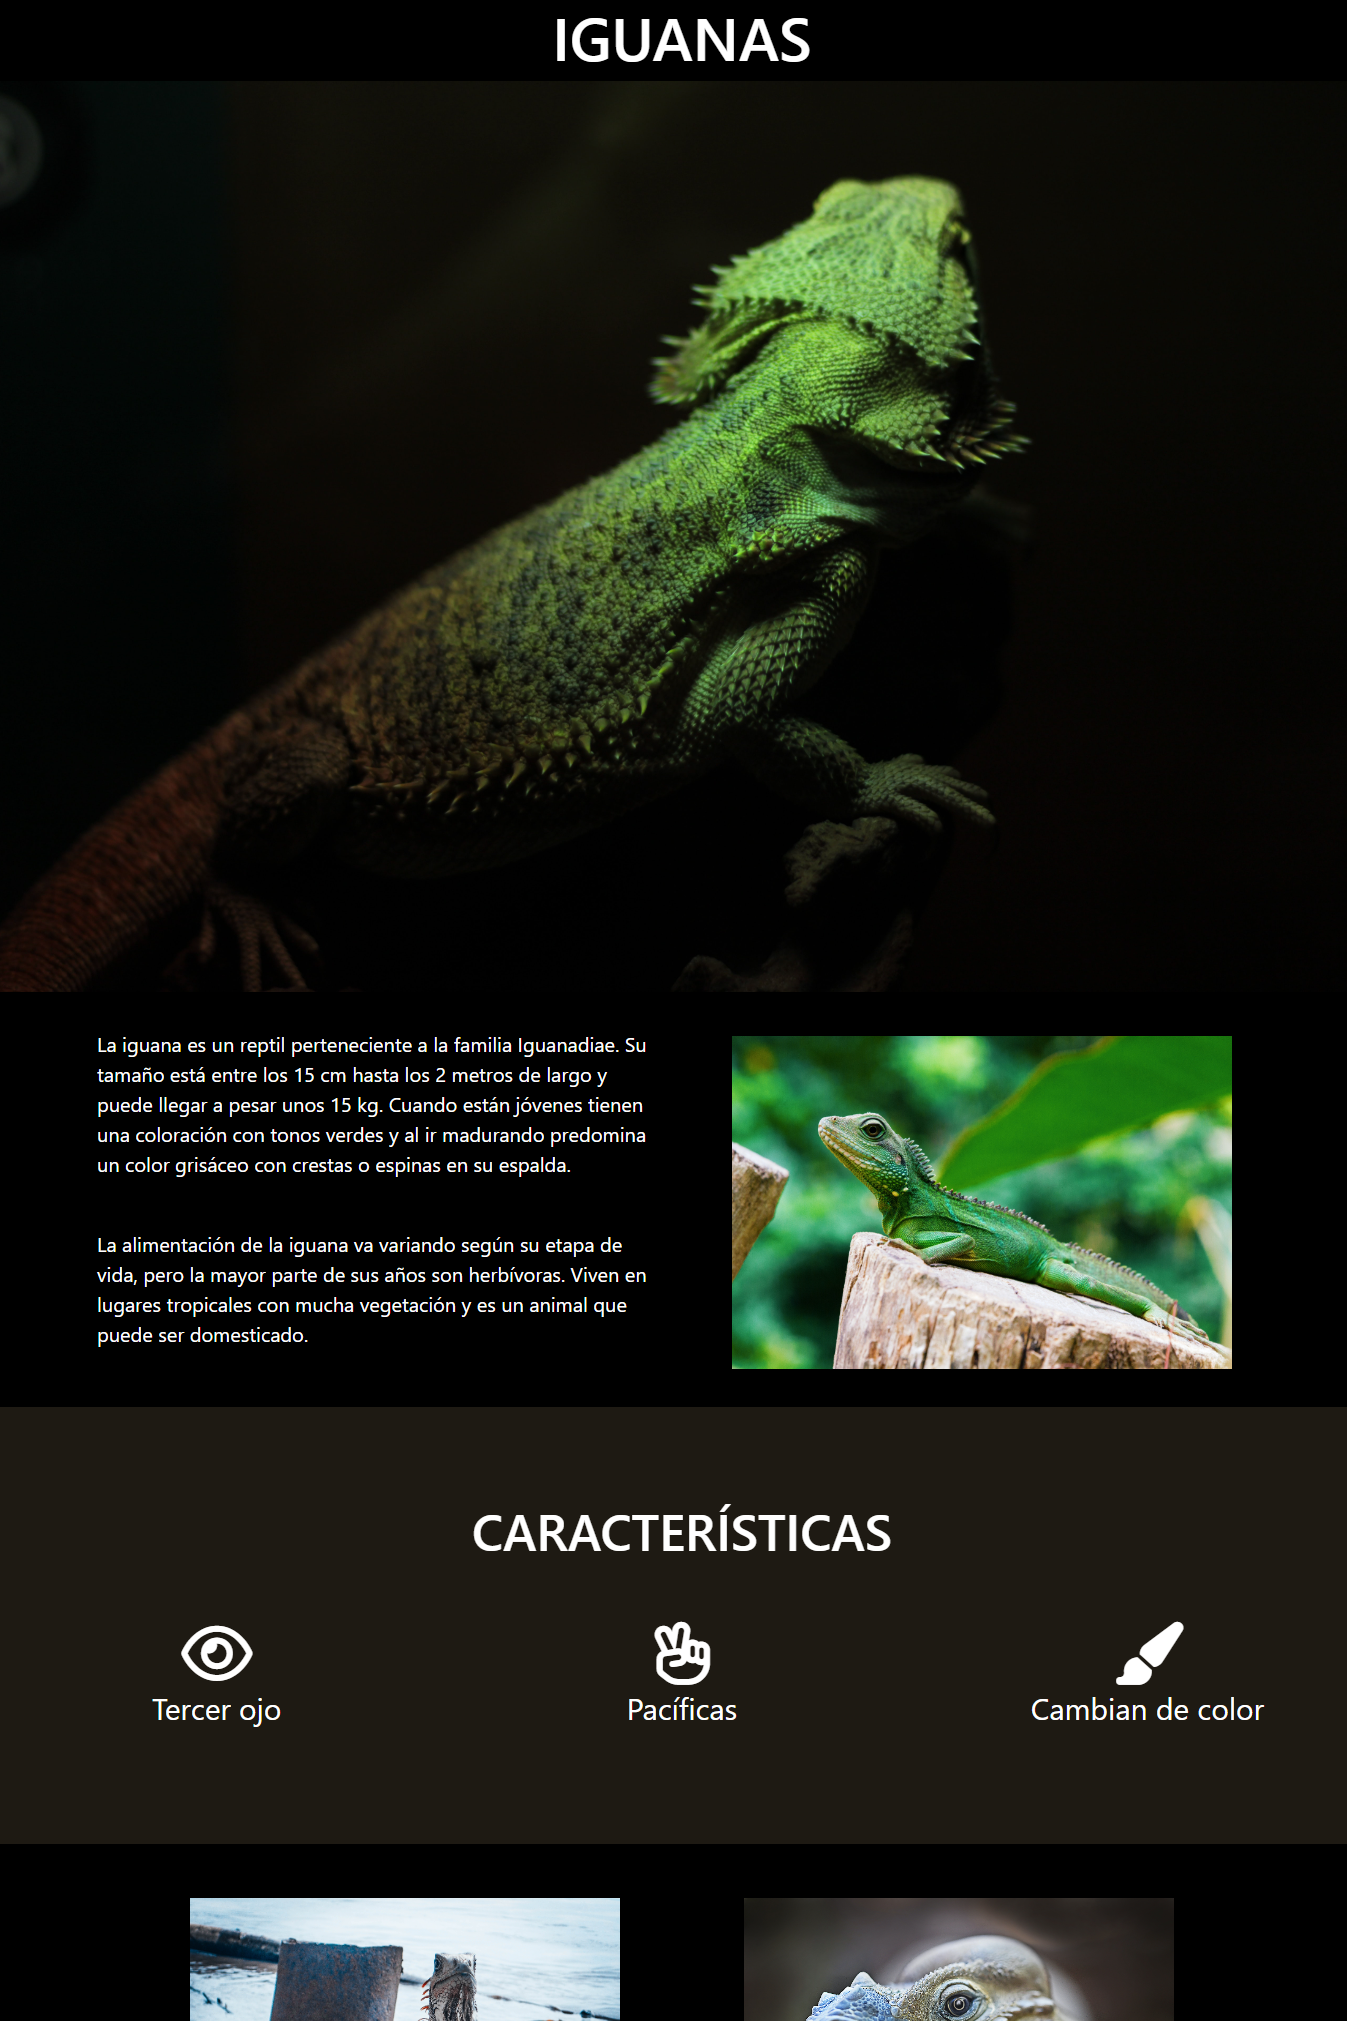 IGUANAS
La iguana es un reptil perteneciente a la familia Iguanadiae. Su
tamaño está entre los 15 cm hasta los 2 metros de largo y
puede llegar a pesar unos 15 kg. Cuando están jóvenes tienen
una coloración con tonos verdes y al ir madurando predomina
un color grisáceo con crestas o espinas en su espalda.
La alimentación de la iguana va variando según su etapa de
vida, pero la mayor parte de sus años son herbívoras. Viven en
lugares tropicales con mucha vegetación y es un animal que
puede ser domesticado.
CARACTERÍSTICAS
Tercer ojo
Pacíficas
Cambian de color